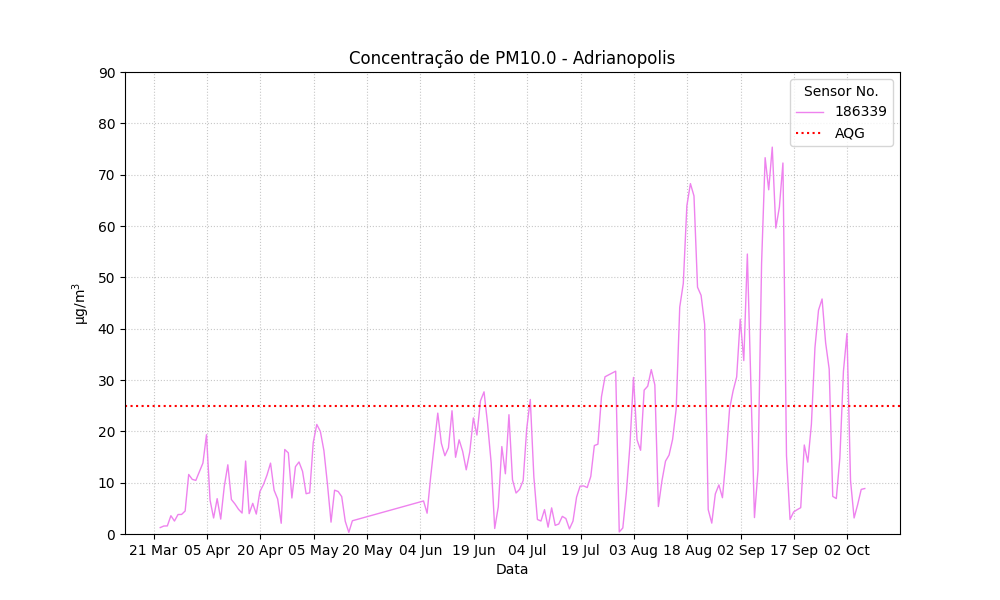 Concentração de PM10.0 - Adrianopolis
Sensor No.
186339
AQG
90
80
70
60
50
40
30
20
10
0
µg/m³
21 Mar 05 Apr 20 Apr 05 May 20 May 04 Jun 19 Jun 04 Jul 19 Jul 03 Aug 18 Aug 02 Sep 17 Sep 02 Oct
Data